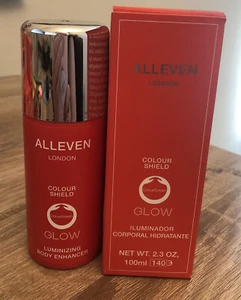 ALLEVEN
LONDON
COLOUR
SHIELD
GLOW
LUMINIZING
BODY ENHANCER
ALLEVEN
LONDON
COLOUR
SHIELD
GLOW
ILUMINADOR
CORPORAL HIDRATANTE
NET WT. 2.3 OZ,
100ml 140